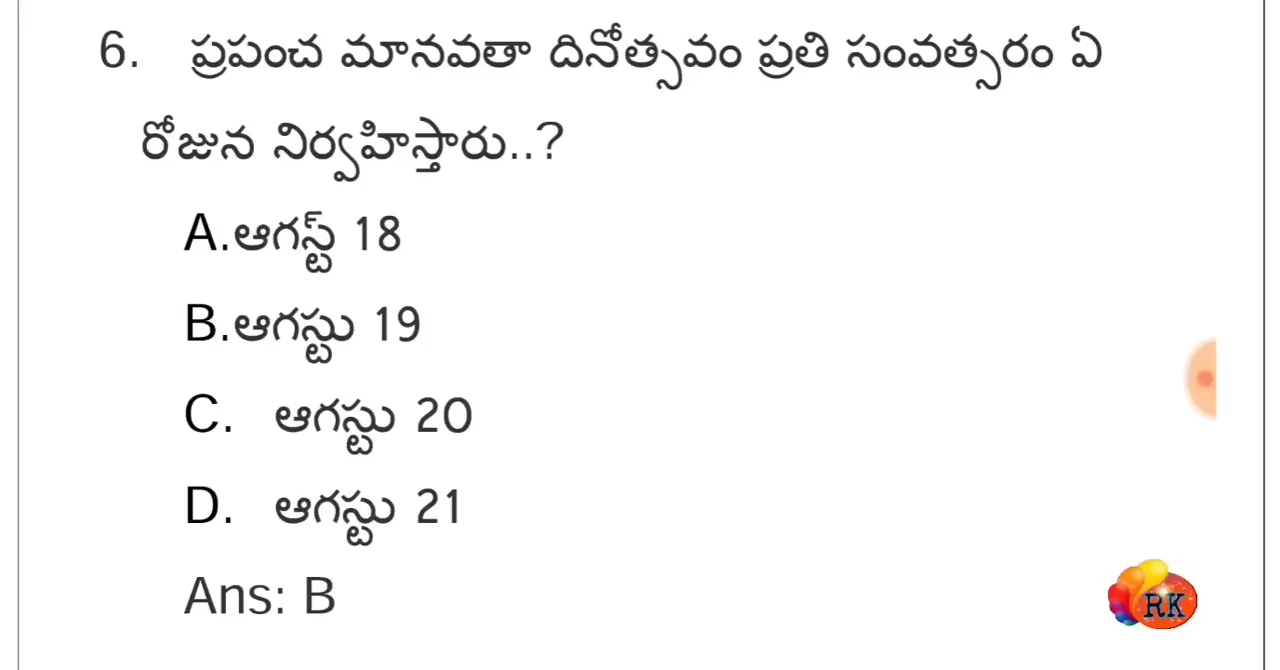 6. ప్రపంచ మానవతా దినోత్సవం ప్రతి సంవత్సరం ఏ
రోజున నిర్వహిస్తారు..?
A.ఆగస్ట్ 18
B.ఆగస్టు 19
C. ఆగస్టు 20
D. ఆగస్టు 21
Ans: B
RK